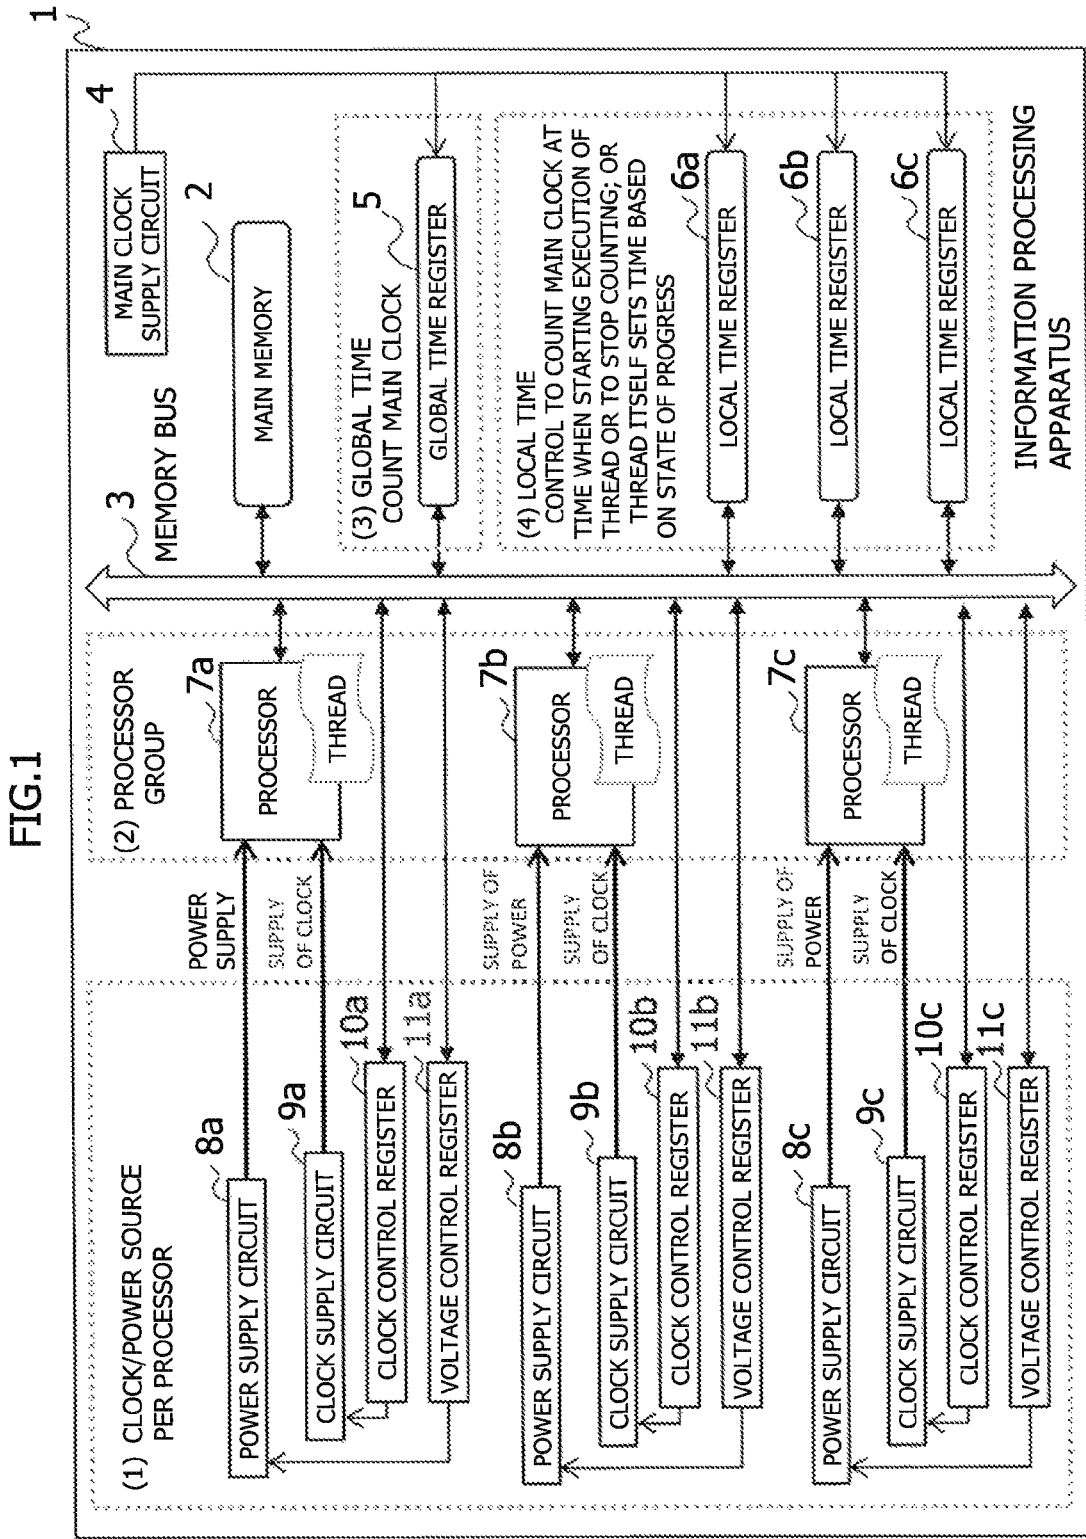 FIG.1
1
(1) CLOCK/POWER SOURCE
PER PROCESSOR
8a
POWER SUPPLY CIRCUIT
9a
CLOCK SUPPLY CIRCUIT
10a
CLOCK CONTROL REGISTER
11a
VOLTAGE CONTROL REGISTER
8b
POWER SUPPLY CIRCUIT
9b
CLOCK SUPPLY CIRCUIT
10b
CLOCK CONTROL REGISTER
11b
VOLTAGE CONTROL REGISTER
8c
POWER SUPPLY CIRCUIT
9c
CLOCK SUPPLY CIRCUIT
10c
CLOCK CONTROL REGISTER
11c
VOLTAGE CONTROL REGISTER
POWER
SUPPLY
SUPPLY
OF CLOCK
SUPPLY OF
POWER
SUPPLY
OF CLOCK
SUPPLY OF
POWER
SUPPLY
OF CLOCK
(2) PROCESSOR
GROUP
7a
PROCESSOR
THREAD
7b
PROCESSOR
THREAD
7c
PROCESSOR
THREAD
3
MEMORY BUS
MAIN CLOCK
SUPPLY CIRCUIT
4
2
MAIN MEMORY
(3) GLOBAL TIME
COUNT MAIN CLOCK
5
GLOBAL TIME REGISTER
(4) LOCAL TIME
CONTROL TO COUNT MAIN CLOCK AT
TIME WHEN STARTING EXECUTION OF
THREAD OR TO STOP COUNTING; OR
THREAD ITSELF SETS TIME BASED
ON STATE OF PROGRESS
6a
LOCAL TIME REGISTER
6b
LOCAL TIME REGISTER
6c
LOCAL TIME REGISTER
INFORMATION PROCESSING
APPARATUS